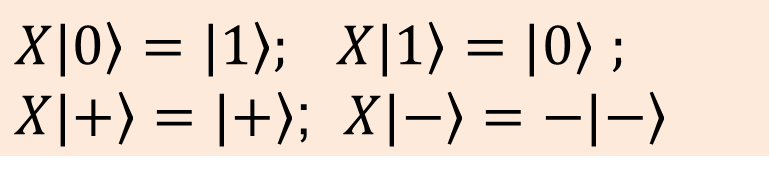 X|0⟩ = |1⟩; X|1⟩ = |0⟩ ;
X|+⟩ = |+⟩; X|−⟩ = −|−⟩